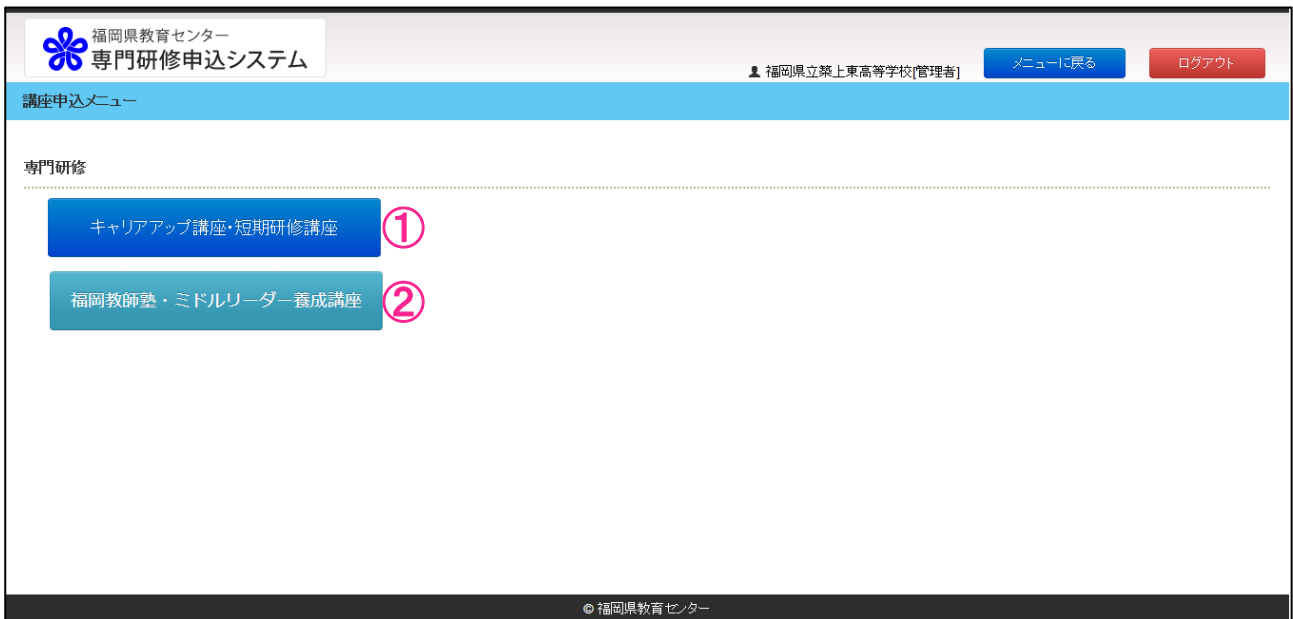 福岡県教育センター
専門研修申込システム
福岡県立築上東高等学校[管理者]
メニューに戻る
ログアウト
講座申込メニュー
専門研修
キャリアアップ講座・短期研修講座 ①
福岡教師塾・ミドルリーダー養成講座 ②
© 福岡県教育センター